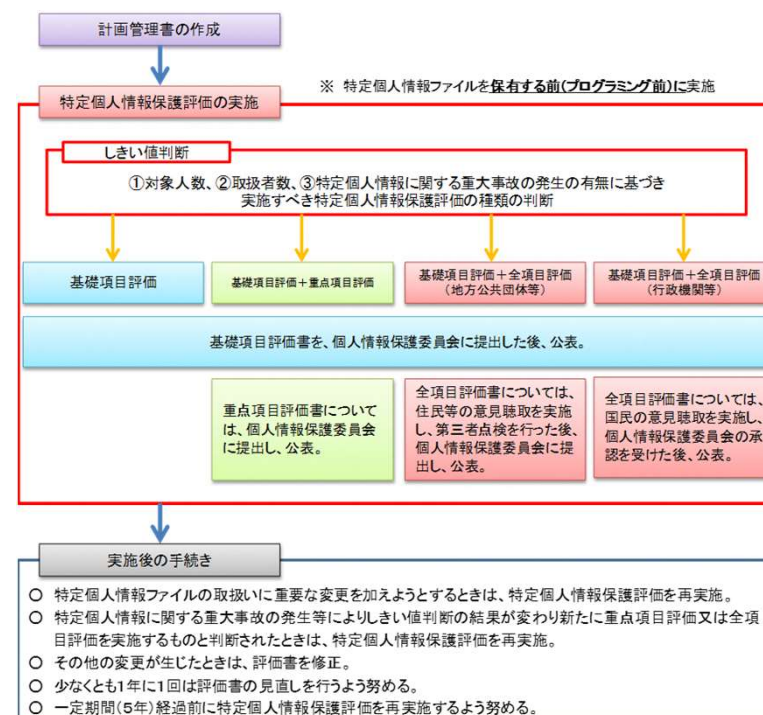 計画管理書の作成
特定個人情報保護評価の実施
※ 特定個人情報ファイルを保有する前(プログラミング前)に実施
しきい値判断
①対象人数、②取扱者数、③特定個人情報に関する重大事故の発生の有無に基づき
実施すべき特定個人情報保護評価の種類の判断
基礎項目評価
基礎項目評価+重点項目評価
基礎項目評価+全項目評価
(地方公共団体等)
基礎項目評価+全項目評価
(行政機関等)
基礎項目評価書を、個人情報保護委員会に提出した後、公表。
重点項目評価書について
は、個人情報保護委員会
に提出し、公表。
全項目評価書については、
住民等の意見聴取を実施
し、第三者点検を行った後、
個人情報保護委員会に提
出し、公表。
全項目評価書については、
国民の意見聴取を実施し、
個人情報保護委員会の承
認を受けた後、公表。
実施後の手続き
○ 特定個人情報ファイルの取扱いに重要な変更を加えようとするときは、特定個人情報保護評価を再実施。
○ 特定個人情報に関する重大事故の発生等によりしきい値判断の結果が変わり新たに重点項目評価又は全項
目評価を実施するものと判断されたときは、特定個人情報保護評価を再実施。
○ その他の変更が生じたときは、評価書を修正。
○ 少なくとも1年に1回は評価書の見直しを行うよう努める。
○ 一定期間(5年)経過前に特定個人情報保護評価を再実施するよう努める。